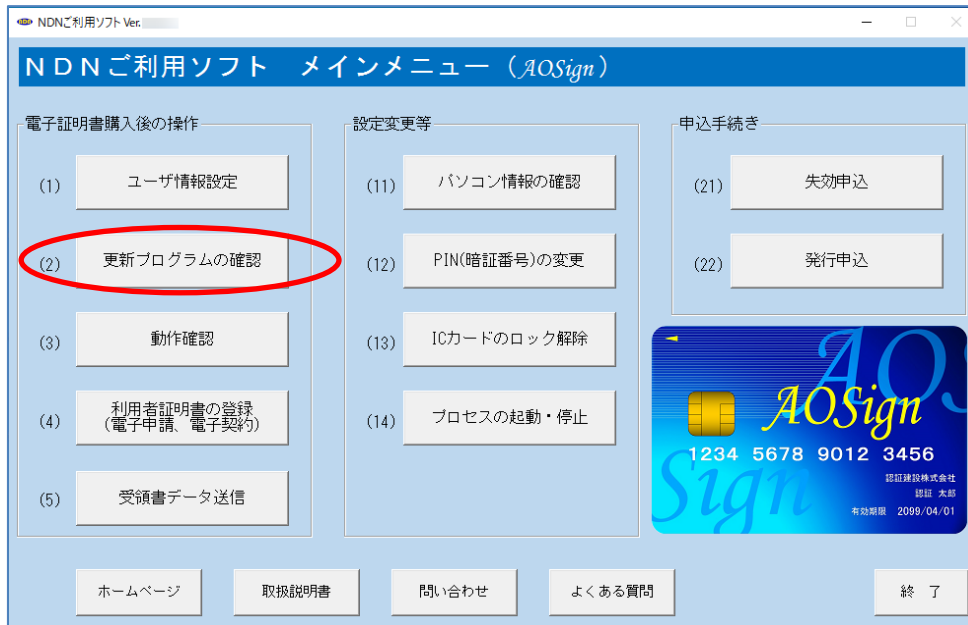 NDNご利用ソフト Ver.
NDNご利用ソフト　メインメニュー（AOSign）
電子証明書購入後の操作
(1) ユーザ情報設定
(2) 更新プログラムの確認
(3) 動作確認
(4) 利用者証明書の登録
(電子申請、電子契約)
(5) 受領書データ送信
設定変更等
(11) パソコン情報の確認
(12) PIN(暗証番号)の変更
(13) ICカードのロック解除
(14) プロセスの起動・停止
申込手続き
(21) 失効申込
(22) 発行申込
AOS
AOSign
1234 5678 9012 3456
Sign
認証建設株式会社
認証 太郎
有効期限 2099/04/01
ホームページ
取扱説明書
問い合わせ
よくある質問
終 了